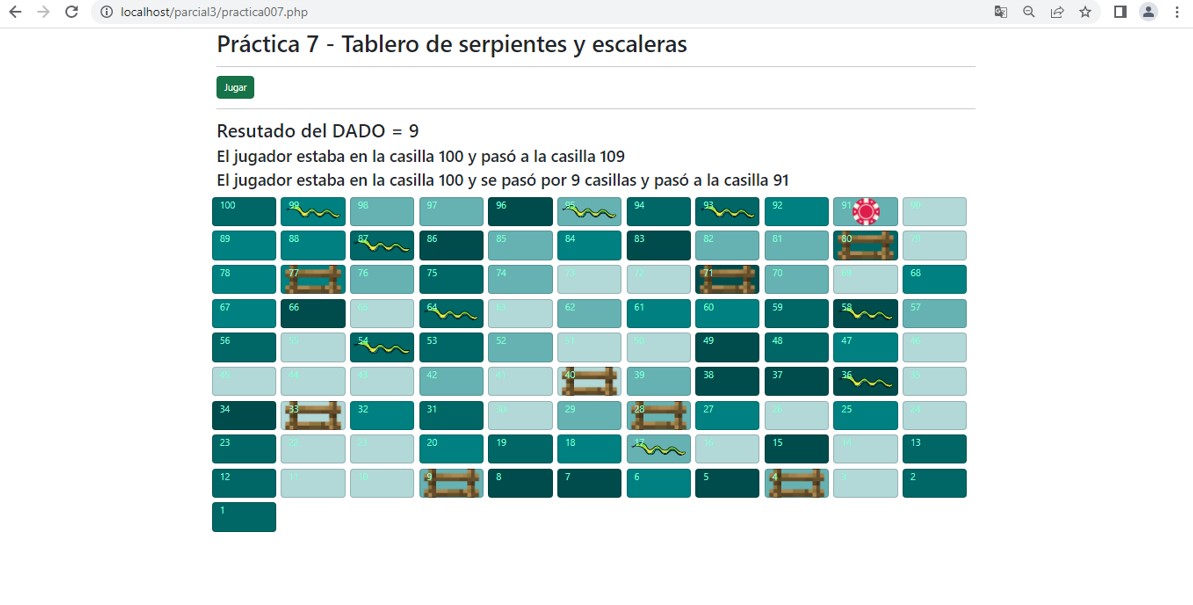 localhost/parcial3/practica007.php
Práctica 7 - Tablero de serpientes y escaleras
Jugar
Resutado del DADO = 9
El jugador estaba en la casilla 100 y pasó a la casilla 109
El jugador estaba en la casilla 100 y se pasó por 9 casillas y pasó a la casilla 91
100 99 98 97 96 95 94 93 92 91 90
89 88 87 86 85 84 83 82 81 80 79
78 77 76 75 74 73 72 71 70 69 68
67 66 65 64 63 62 61 60 59 58 57
56 55 54 53 52 51 50 49 48 47 46
45 44 43 42 41 40 39 38 37 36 35
34 33 32 31 30 29 28 27 26 25 24
23 22 21 20 19 18 17 16 15 14 13
12 11 10 9 8 7 6 5 4 3 2
1